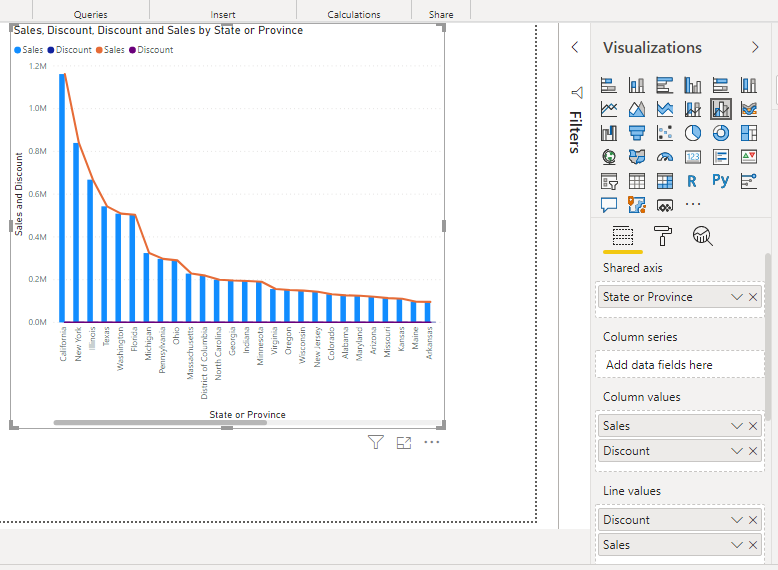 Queries Insert Calculations Share
Sales, Discount, Discount and Sales by State or Province
Sales Discount Sales Discount
1.2M
1.0M
0.8M
0.6M
0.4M
0.2M
0.0M
Sales and Discount
California
New York
Illinois
Texas
Washington
Florida
Michigan
Pennsylvania
Ohio
Massachusetts
District of Columbia
North Carolina
Georgia
Indiana
Minnesota
Virginia
Oregon
Wisconsin
New Jersey
Colorado
Alabama
Maryland
Arizona
Missouri
Kansas
Maine
Arkansas
State or Province
Filters
Visualizations
123
R Py
Shared axis
State or Province
Column series
Add data fields here
Column values
Sales
Discount
Line values
Discount
Sales